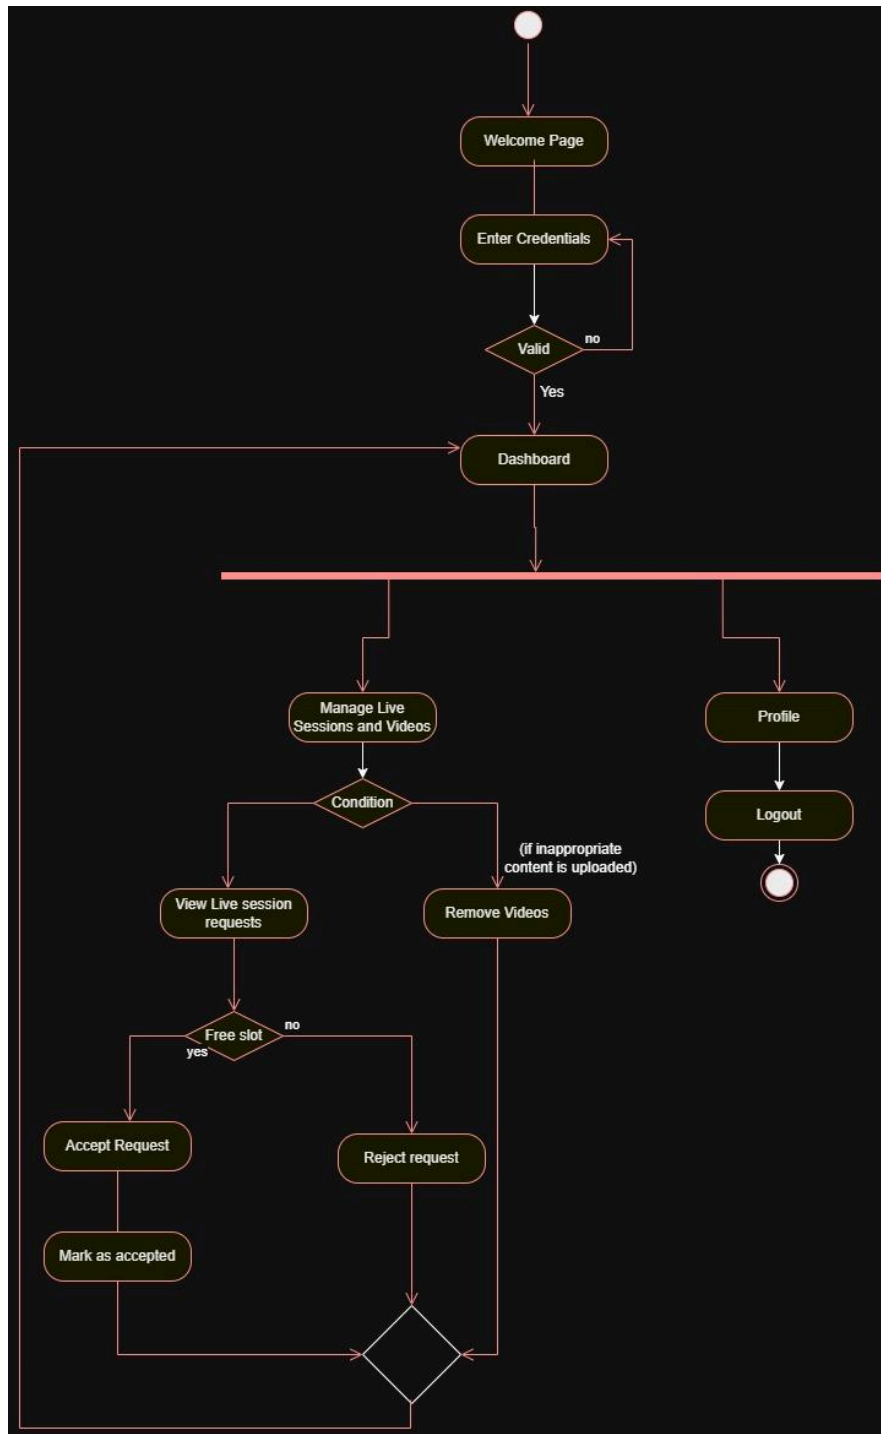 Welcome Page
Enter Credentials
Valid
no
Yes
Dashboard
Manage Live
Sessions and Videos
Profile
Condition
Logout
(if inappropriate
content is uploaded)
View Live session
requests
Remove Videos
Free slot
no
yes
Accept Request
Reject request
Mark as accepted